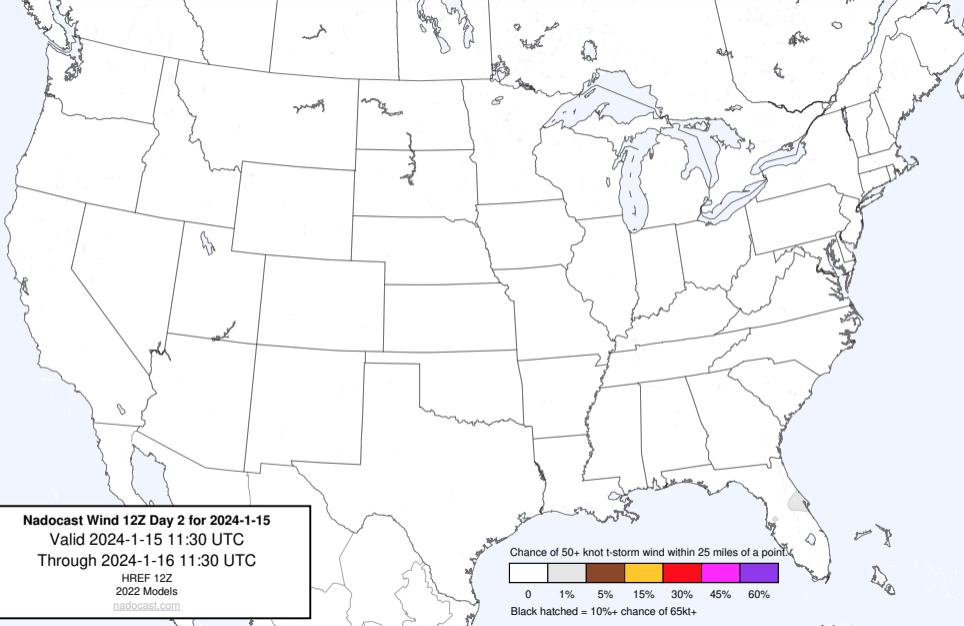 Nadocast Wind 12Z Day 2 for 2024-1-15
Valid 2024-1-15 11:30 UTC
Through 2024-1-16 11:30 UTC
HREF 12Z
2022 Models
nadocast.com
Chance of 50+ knot t-storm wind within 25 miles of a point.
0 1% 5% 15% 30% 45% 60%
Black hatched = 10%+ chance of 65kt+